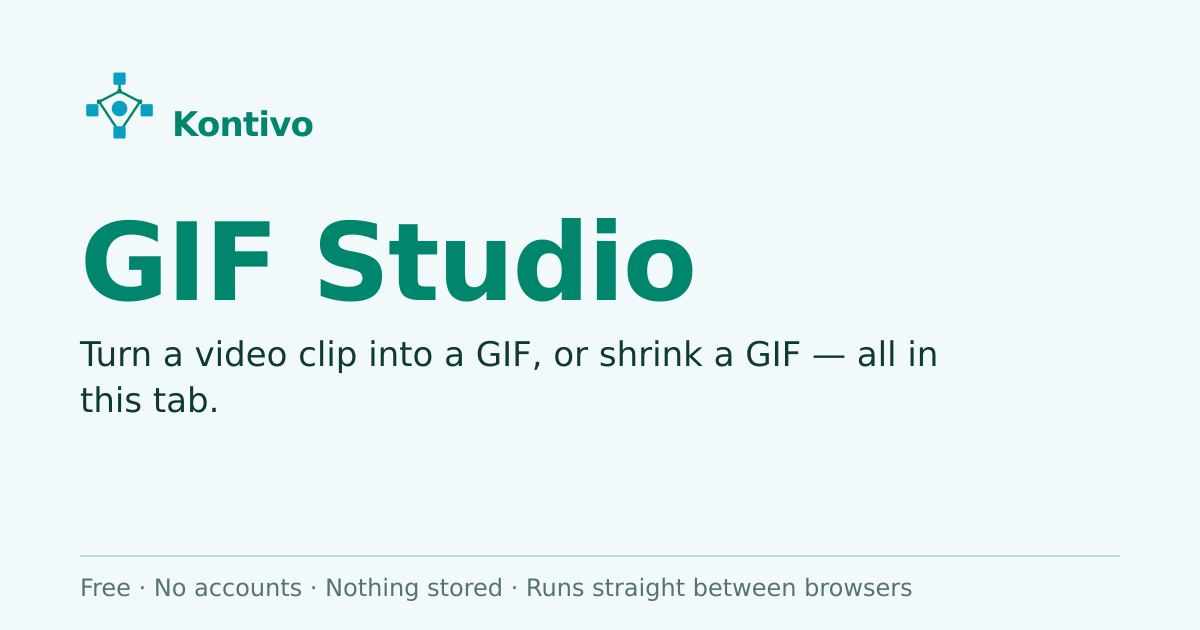 Kontivo
GIF Studio
Turn a video clip into a GIF, or shrink a GIF — all in
this tab.
Free · No accounts · Nothing stored · Runs straight between browsers